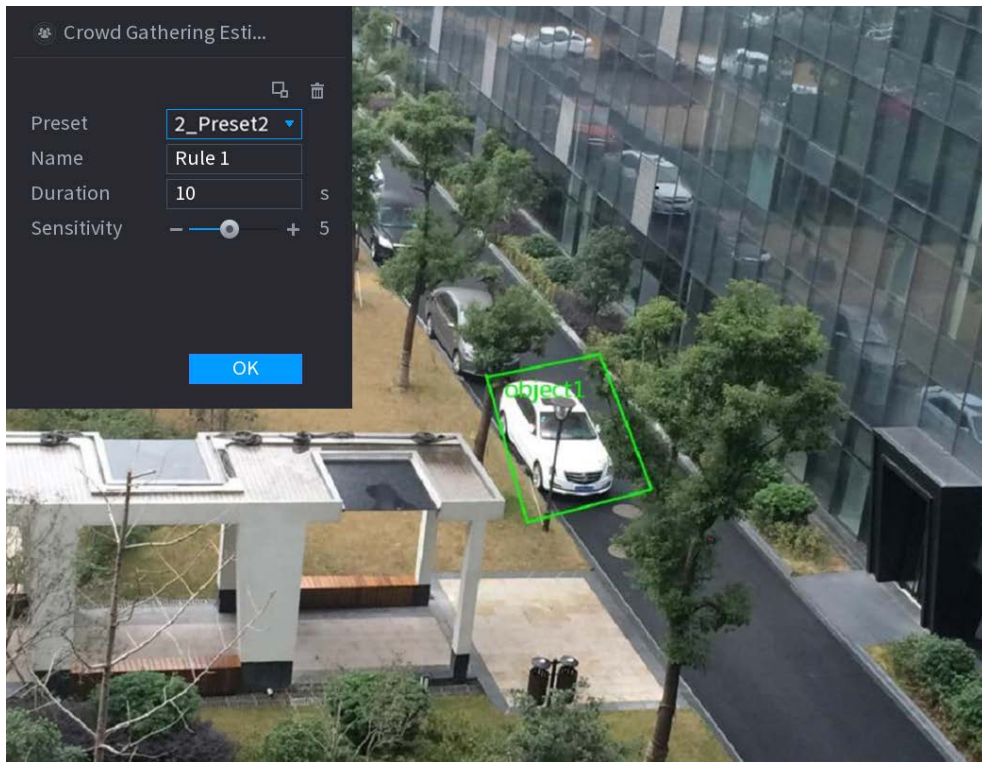 Crowd Gathering Esti...
Preset 2_Preset2
Name Rule 1
Duration 10 s
Sensitivity 5
OK
object1